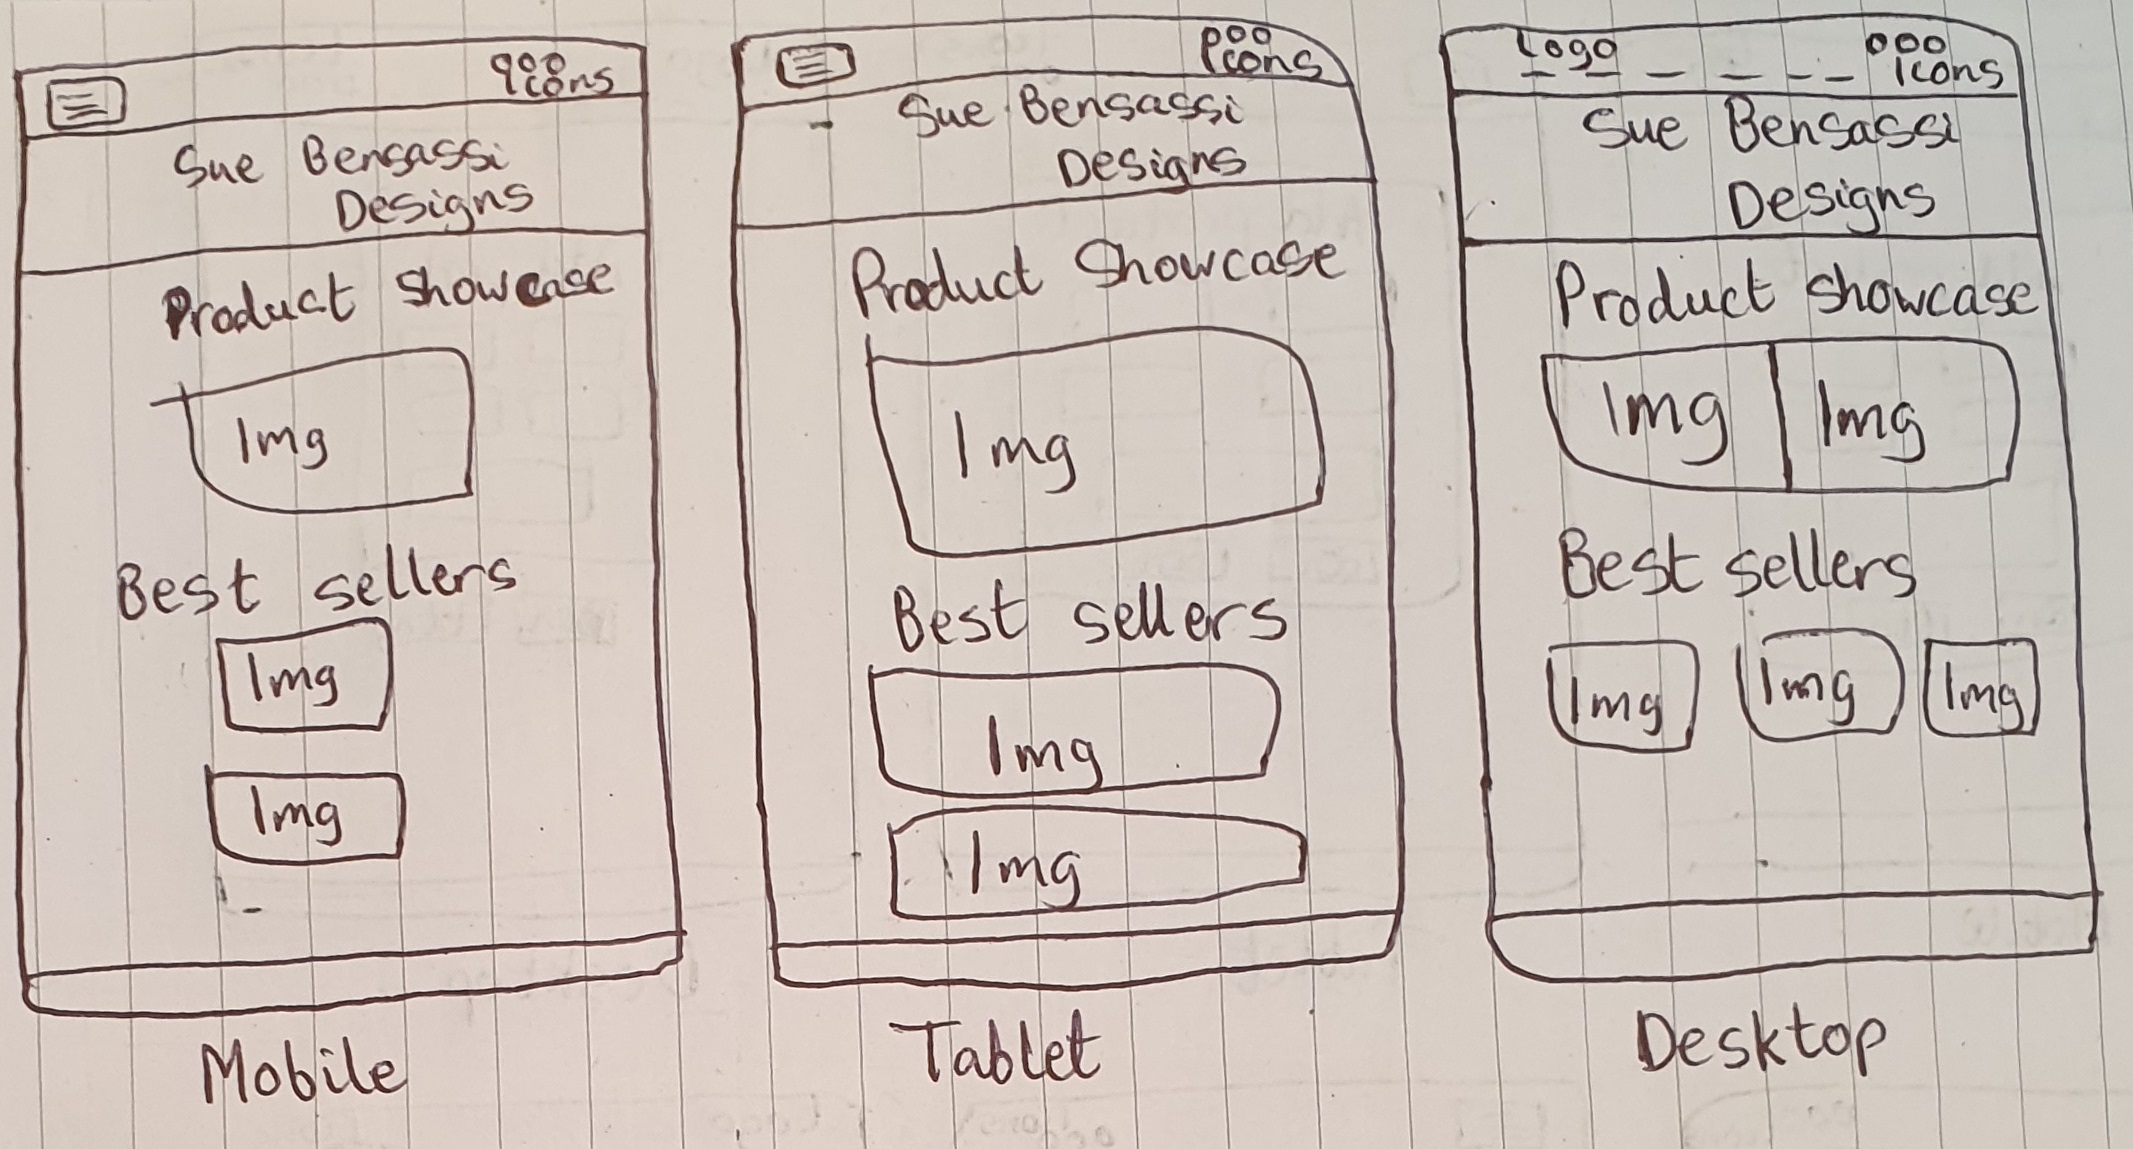 icons
Sue Bensassi
Designs
Product Showcase
Img
Best sellers
Img
Img
Mobile
Icons
Sue Bensassi
Designs
Product Showcase
Img
Best sellers
Img
Img
Tablet
Logo
Icons
Sue Bensassi
Designs
Product Showcase
Img Img
Best sellers
Img Img Img
Desktop